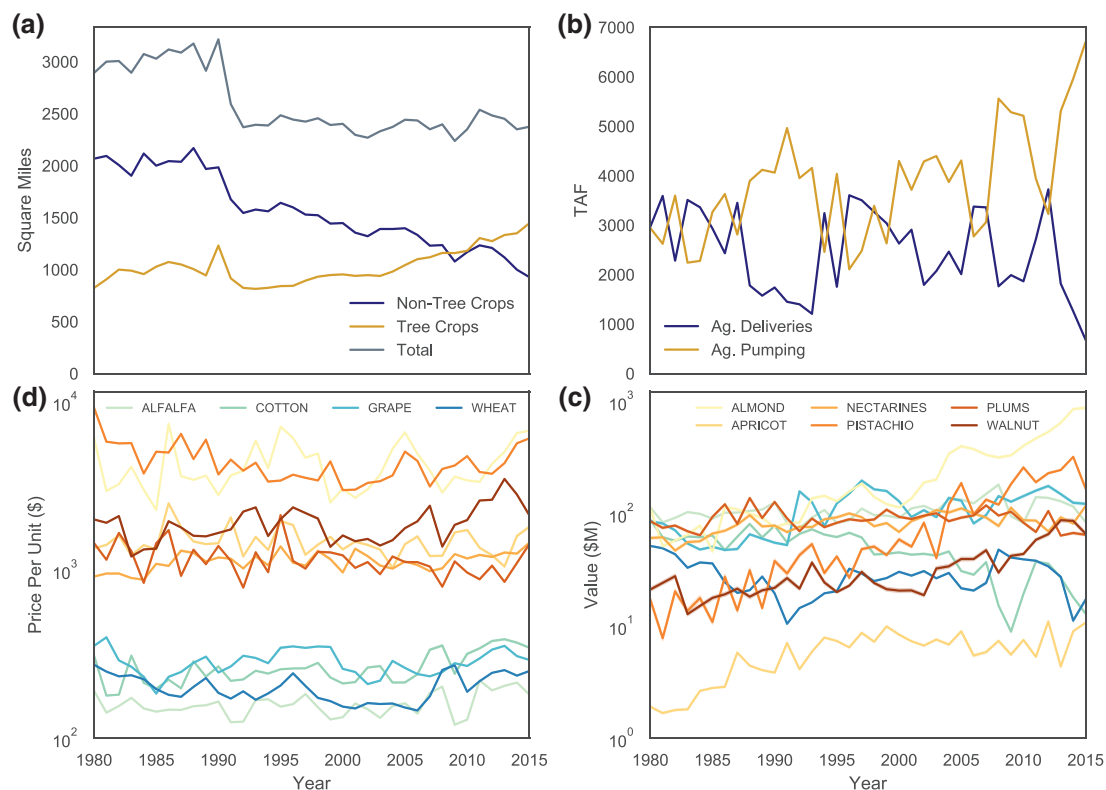 (a)
Square Miles
3000
2500
2000
1500
1000
500
0
Non-Tree Crops
Tree Crops
Total
(b)
TAF
7000
6000
5000
4000
3000
2000
1000
0
Ag. Deliveries
Ag. Pumping
(d)
Price Per Unit ($)
10^4
10^3
10^2
ALFALFA COTTON GRAPE WHEAT
1980 1985 1990 1995 2000 2005 2010 2015
Year
(c)
Value ($M)
10^3
10^2
10^1
10^0
ALMOND NECTARINES PLUMS
APRICOT PISTACHIO WALNUT
1980 1985 1990 1995 2000 2005 2010 2015
Year